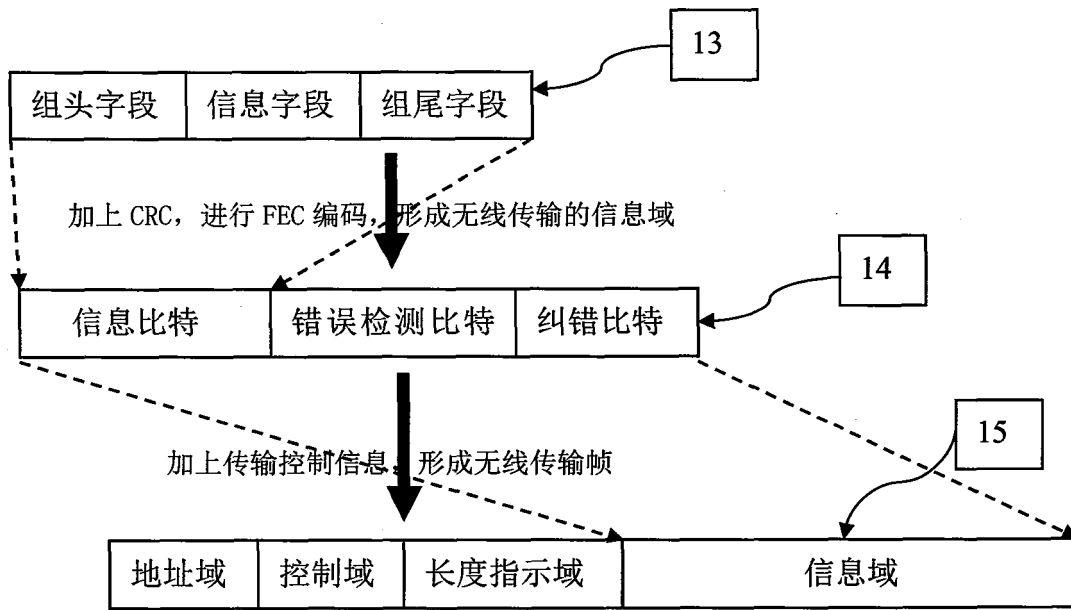 13
组头字段 信息字段 组尾字段
加上 CRC，进行 FEC 编码，形成无线传输的信息域
14
信息比特 错误检测比特 纠错比特
15
加上传输控制信息，形成无线传输帧
地址域 控制域 长度指示域 信息域